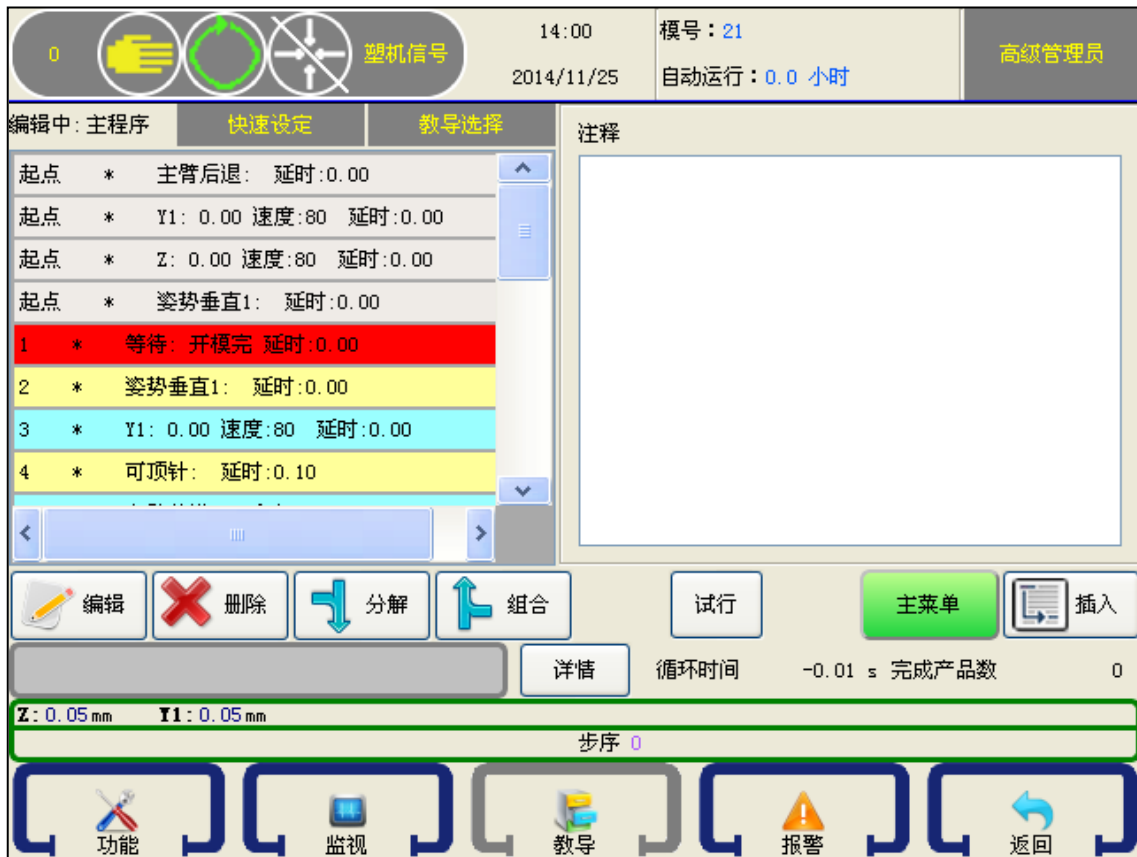 0 塑机信号
14:00
2014/11/25
模号：21
自动运行：0.0 小时
高级管理员
编辑中:主程序 快速设定 教导选择
起点 * 主臂后退: 延时:0.00
起点 * Y1: 0.00 速度:80 延时:0.00
起点 * Z: 0.00 速度:80 延时:0.00
起点 * 姿势垂直1: 延时:0.00
1 * 等待: 开模完 延时:0.00
2 * 姿势垂直1: 延时:0.00
3 * Y1: 0.00 速度:80 延时:0.00
4 * 可顶针: 延时:0.10
注释
编辑 删除 分解 组合 试行 主菜单 插入
详情 循环时间 -0.01 s 完成产品数 0
Z:0.05mm Y1:0.05mm
步序 0
功能 监视 教导 报警 返回